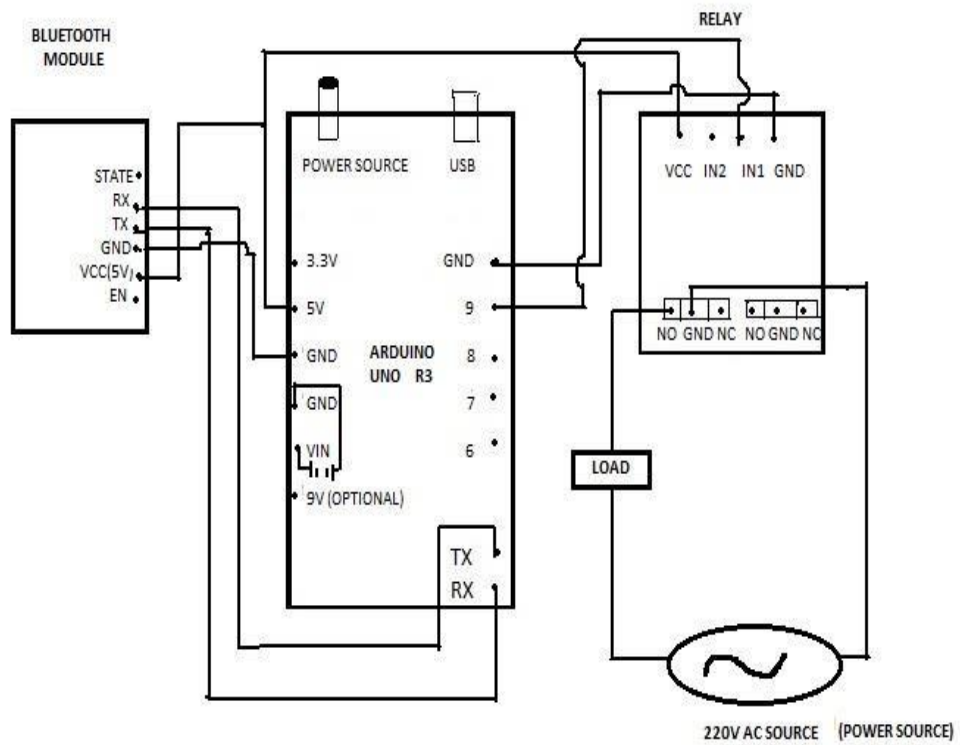 RELAY
BLUETOOTH
MODULE
STATE
RX
TX
GND
VCC(5V)
EN
POWER SOURCE
USB
3.3V
5V
GND
GND
VIN
9V (OPTIONAL)
ARDUINO
UNO R3
GND
9
8
7
6
TX
RX
VCC IN2 IN1 GND
NO GND NC NO GND NC
LOAD
220V AC SOURCE (POWER SOURCE)